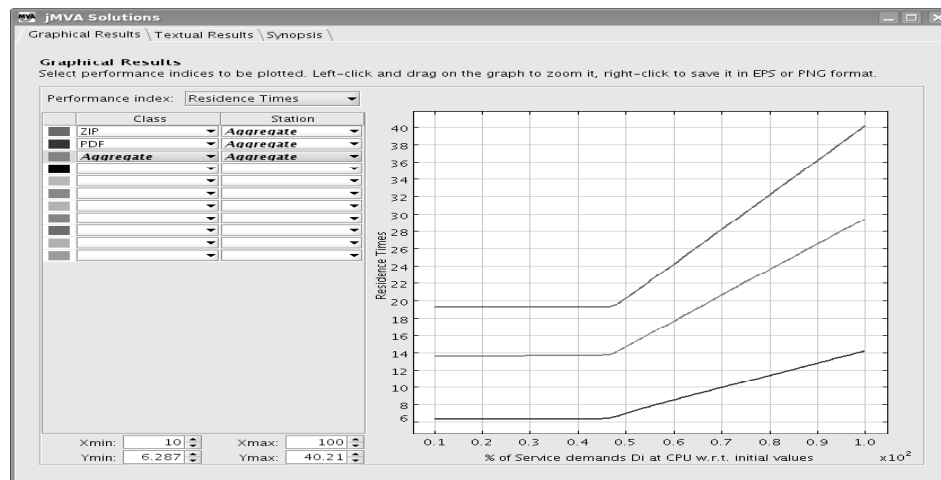 MVA jMVA Solutions
Graphical Results \ Textual Results \ Synopsis \
Graphical Results
Select performance indices to be plotted. Left-click and drag on the graph to zoom it, right-click to save it in EPS or PNG format.
Performance index: Residence Times
Class Station
ZIP Aggregate
PDF Aggregate
Aggregate Aggregate
Xmin: 10 Xmax: 100
Ymin: 6.287 Ymax: 40.21
Residence Times
40
38
36
34
32
30
28
26
24
22
20
18
16
14
12
10
8
6
0.1 0.2 0.3 0.4 0.5 0.6 0.7 0.8 0.9 1.0
% of Service demands Di at CPU w.r.t. initial values x10²